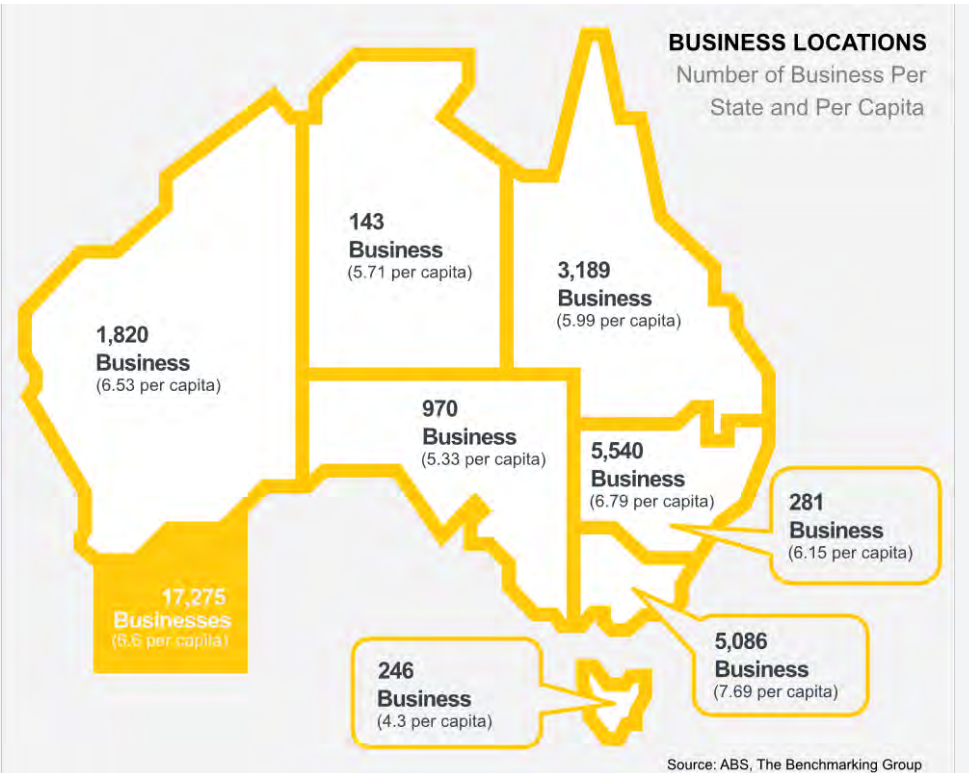 BUSINESS LOCATIONS
Number of Business Per
State and Per Capita
143
Business
(5.71 per capita)
3,189
Business
(5.99 per capita)
1,820
Business
(6.53 per capita)
970
Business
(5.33 per capita)
5,540
Business
(6.79 per capita)
281
Business
(6.15 per capita)
17,275
Businesses
(6.6 per capita)
5,086
Business
(7.69 per capita)
246
Business
(4.3 per capita)
Source: ABS, The Benchmarking Group